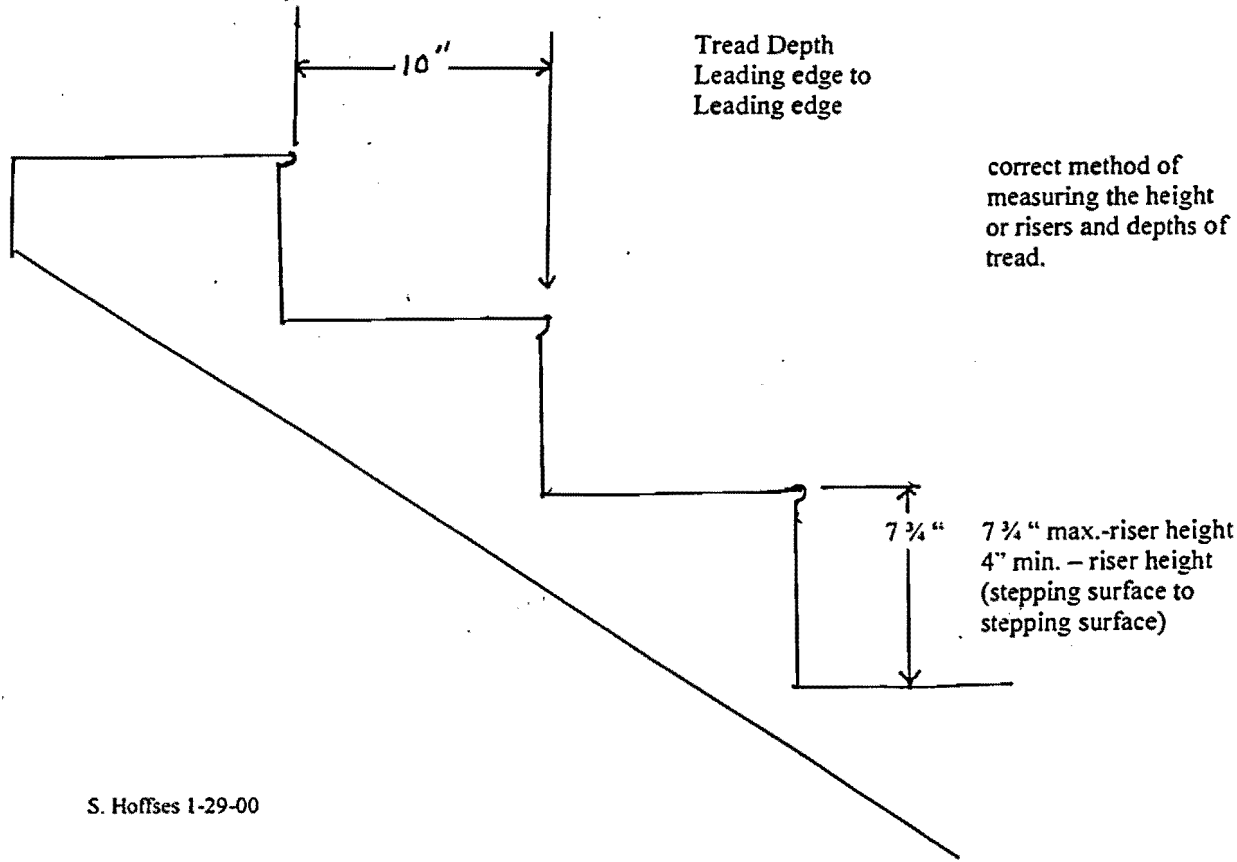 10"
Tread Depth
Leading edge to
Leading edge
correct method of
measuring the height
or risers and depths of
tread.
7 ¾ “
7 ¾ “ max.-riser height
4” min. – riser height
(stepping surface to
stepping surface)
S. Hoffses 1-29-00